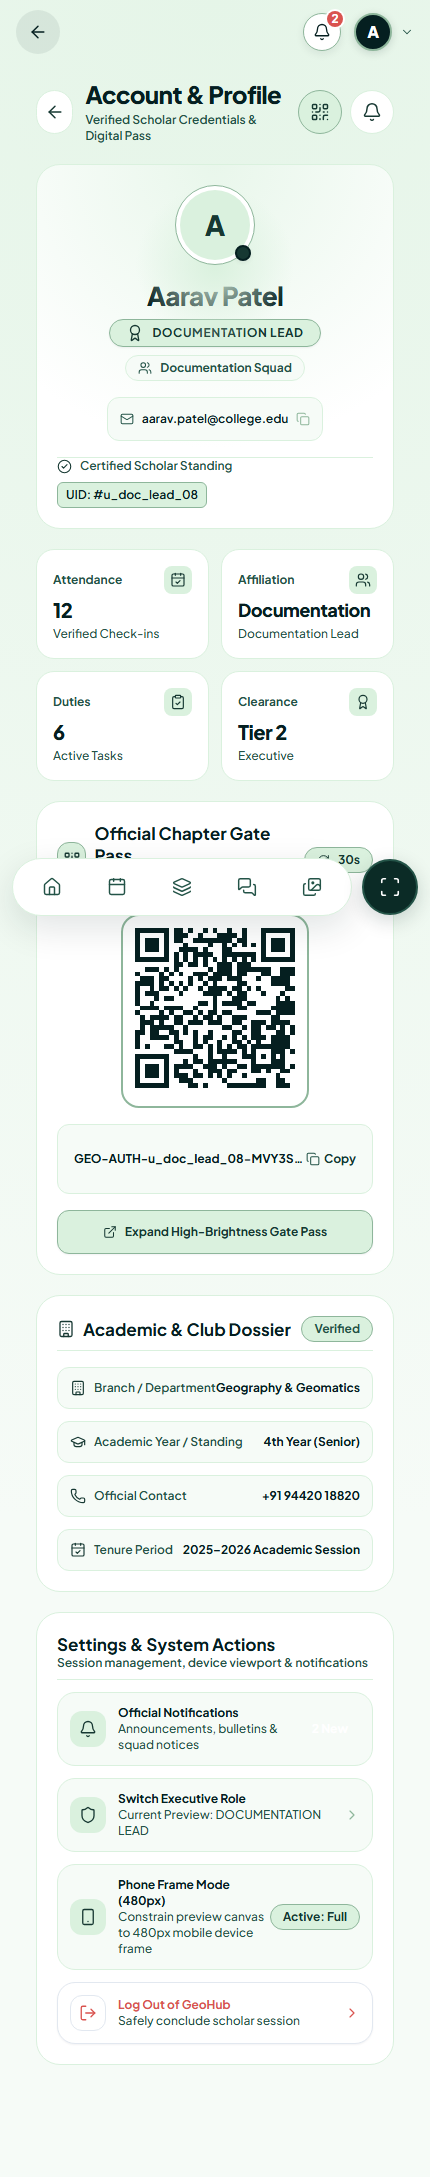 2
A
Account & Profile
Verified Scholar Credentials &
Digital Pass
A
Aarav Patel
DOCUMENTATION LEAD
Documentation Squad
aarav.patel@college.edu
Certified Scholar Standing
UID: #u_doc_lead_08
Attendance
12
Verified Check-ins
Affiliation
Documentation
Documentation Lead
Duties
6
Active Tasks
Clearance
Tier 2
Executive
Official Chapter Gate
Pass
30s
GEO-AUTH-u_doc_lead_08-MVY3S...
Copy
Expand High-Brightness Gate Pass
Academic & Club Dossier
Verified
Branch / Department
Geography & Geomatics
Academic Year / Standing
4th Year (Senior)
Official Contact
+91 94420 18820
Tenure Period
2025–2026 Academic Session
Settings & System Actions
Session management, device viewport & notifications
Official Notifications
Announcements, bulletins &
squad notices
2 New
Switch Executive Role
Current Preview: DOCUMENTATION
LEAD
Phone Frame Mode
(480px)
Constrain preview canvas
to 480px mobile device
frame
Active: Full
Log Out of GeoHub
Safely conclude scholar session